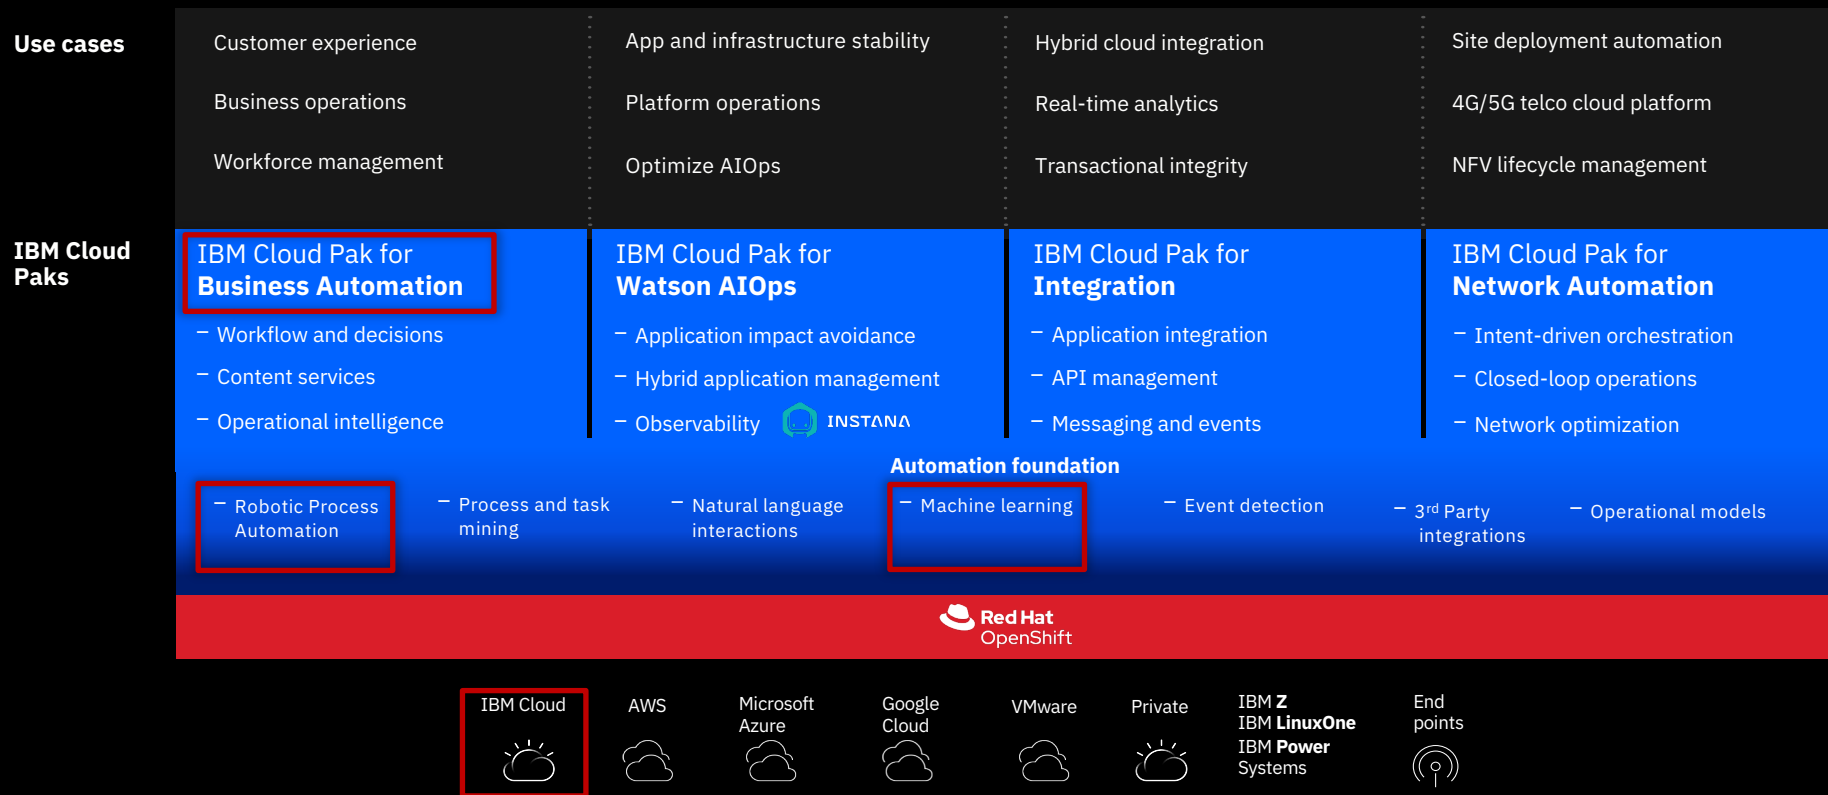 Use cases
Customer experience
Business operations
Workforce management
App and infrastructure stability
Platform operations
Optimize AIOps
Hybrid cloud integration
Real-time analytics
Transactional integrity
Site deployment automation
4G/5G telco cloud platform
NFV lifecycle management
IBM Cloud
Paks
IBM Cloud Pak for
Business Automation
– Workflow and decisions
– Content services
– Operational intelligence
IBM Cloud Pak for
Watson AIOps
– Application impact avoidance
– Hybrid application management
– Observability INSTANA
IBM Cloud Pak for
Integration
– Application integration
– API management
– Messaging and events
IBM Cloud Pak for
Network Automation
– Intent-driven orchestration
– Closed-loop operations
– Network optimization
Automation foundation
– Robotic Process
Automation
– Process and task
mining
– Natural language
interactions
– Machine learning
– Event detection
– 3rd Party
integrations
– Operational models
Red Hat
OpenShift
IBM Cloud
AWS
Microsoft
Azure
Google
Cloud
VMware
Private
IBM Z
IBM LinuxOne
IBM Power
Systems
End
points